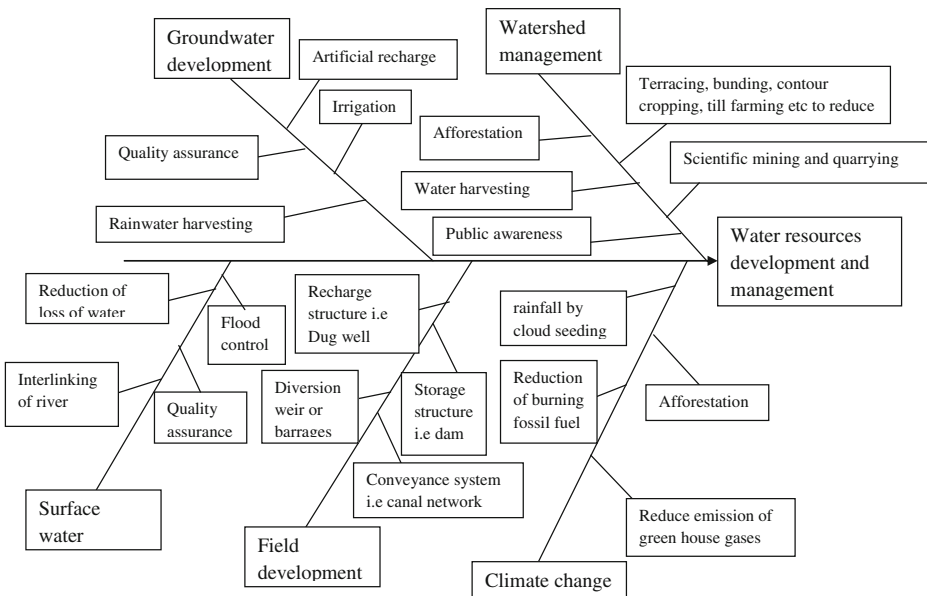 Groundwater
development
Artificial recharge
Irrigation
Quality assurance
Rainwater harvesting
Watershed
management
Terracing, bunding, contour
cropping, till farming etc to reduce
Afforestation
Scientific mining and quarrying
Water harvesting
Public awareness
Water resources
development and
management
Reduction of
loss of water
Flood
control
Interlinking
of river
Quality
assurance
Surface
water
Recharge
structure i.e
Dug well
Diversion
weir or
barrages
Storage
structure
i.e dam
Conveyance system
i.e canal network
Field
development
rainfall by
cloud seeding
Reduction
of burning
fossil fuel
Afforestation
Reduce emission of
green house gases
Climate change